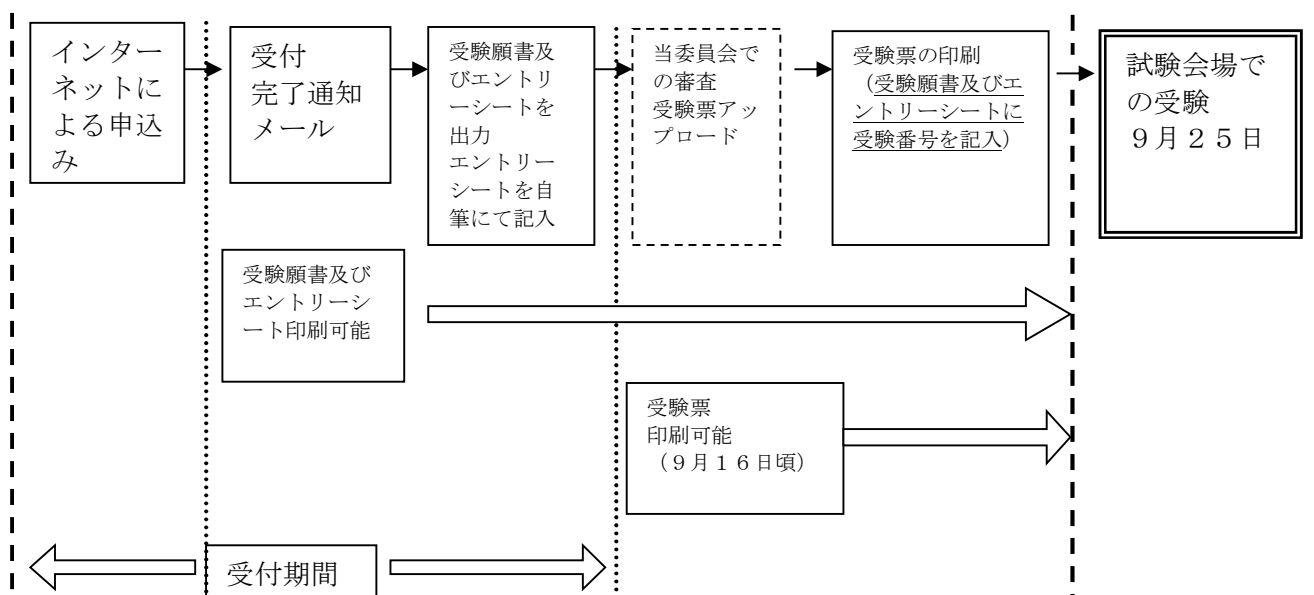 インター
ネットに
よる申込
み
受付
完了通知
メール
受験願書及
びエントリ
ーシートを
出力
エントリー
シートを自
筆にて記入
当委員会で
の審査
受験票アッ
プロード
受験票の印刷
（受験願書及びエ
ントリーシートに
受験番号を記入）
試験会場で
の受験
９月２５日
受験願書及び
エントリーシ
ート印刷可能
受験票
印刷可能
（９月１６日頃）
受付期間